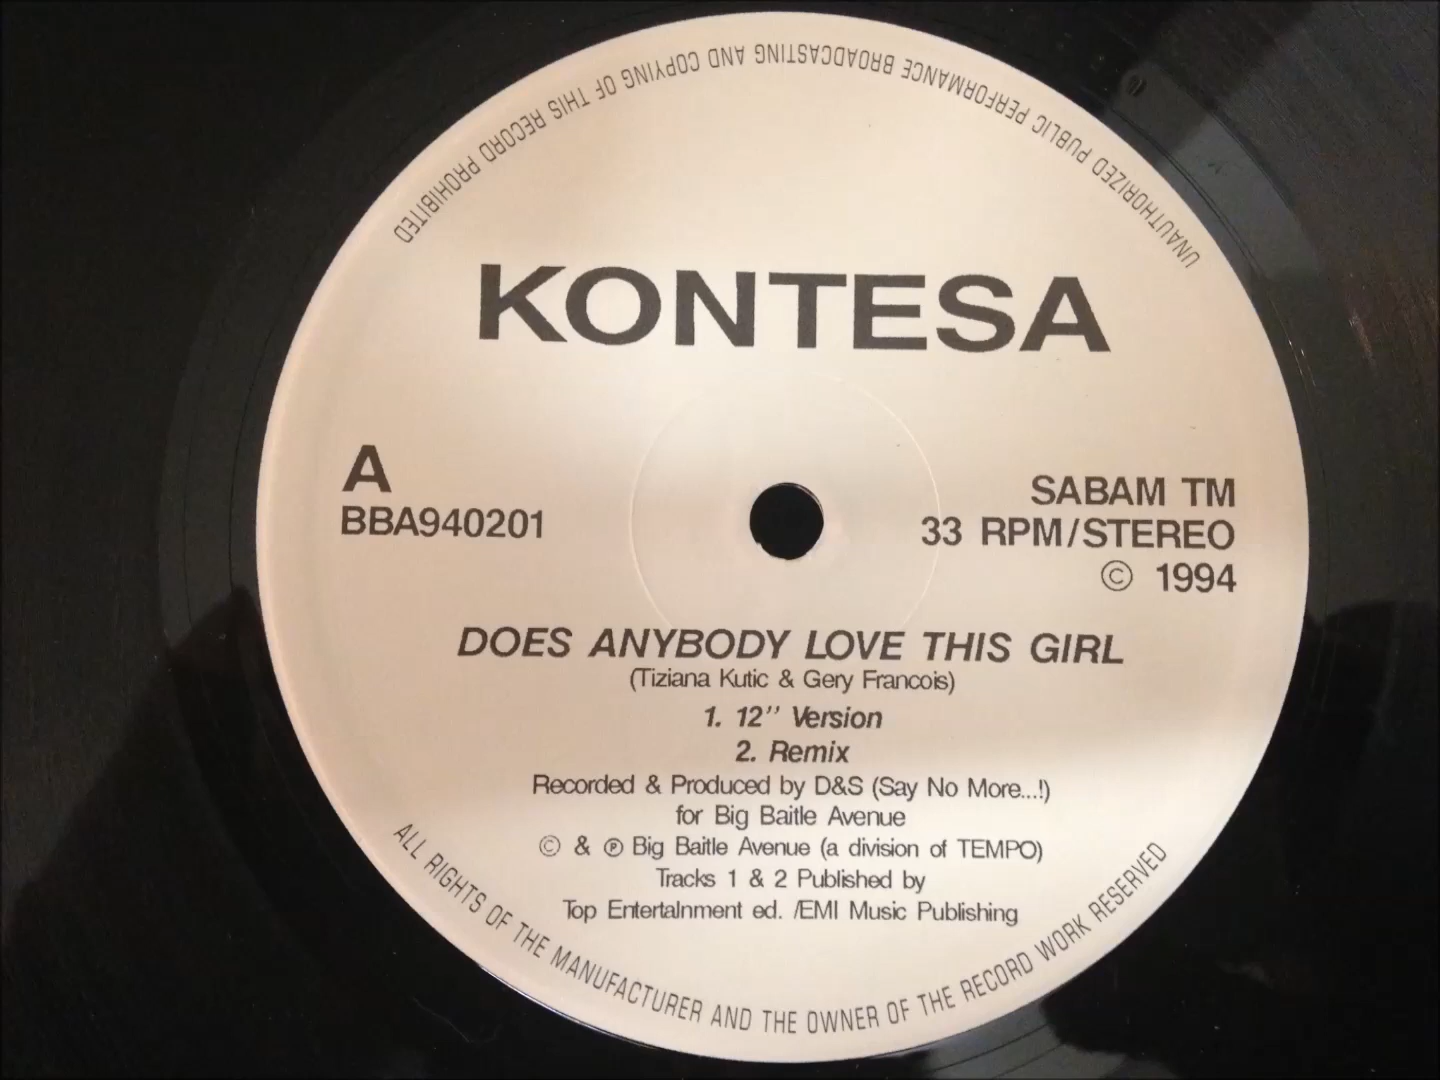 UNAUTHORIZED PUBLIC PERFORMANCE BROADCASTING AND COPYING OF THIS RECORD PROHIBITED
KONTESA
A
BBA940201
SABAM TM
33 RPM/STEREO
© 1994
DOES ANYBODY LOVE THIS GIRL
(Tiziana Kutic & Gery Francois)
1. 12'' Version
2. Remix
Recorded & Produced by D&S (Say No More...!)
for Big Baitle Avenue
© & ℗ Big Baitle Avenue (a division of TEMPO)
Tracks 1 & 2 Published by
Top EntertaInment ed. /EMI Music Publishing
ALL RIGHTS OF THE MANUFACTURER AND THE OWNER OF THE RECORD WORK RESERVED